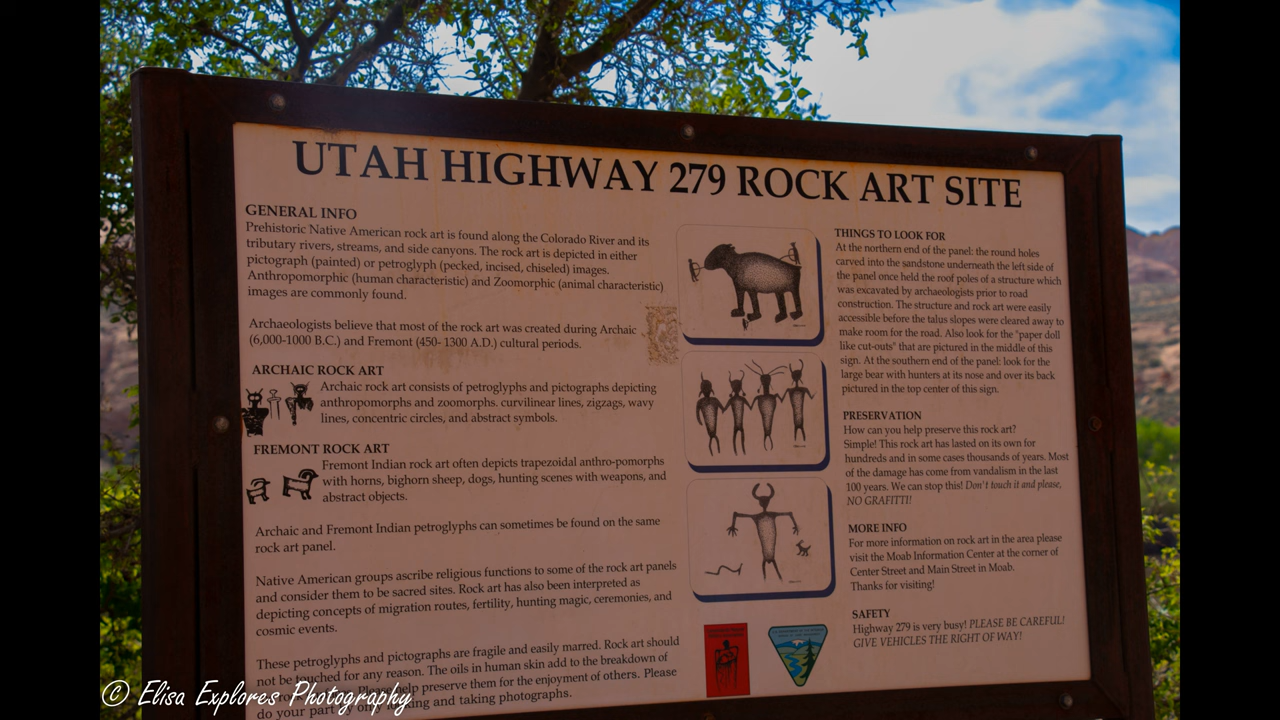 UTAH HIGHWAY 279 ROCK ART SITE
GENERAL INFO
Prehistoric Native American rock art is found along the Colorado River and its
tributary rivers, streams, and side canyons. The rock art is depicted in either
pictograph (painted) or petroglyph (pecked, incised, chiseled) images.
Anthropomorphic (human characteristic) and Zoomorphic (animal characteristic)
images are commonly found.
Archaeologists believe that most of the rock art was created during Archaic
(6,000-1000 B.C.) and Fremont (450- 1300 A.D.) cultural periods.
ARCHAIC ROCK ART
Archaic rock art consists of petroglyphs and pictographs depicting
anthropomorphs and zoomorphs. curvilinear lines, zigzags, wavy
lines, concentric circles, and abstract symbols.
FREMONT ROCK ART
Fremont Indian rock art often depicts trapezoidal anthro-pomorphs
with horns, bighorn sheep, dogs, hunting scenes with weapons, and
abstract objects.
Archaic and Fremont Indian petroglyphs can sometimes be found on the same
rock art panel.
Native American groups ascribe religious functions to some of the rock art panels
and consider them to be sacred sites. Rock art has also been interpreted as
depicting concepts of migration routes, fertility, hunting magic, ceremonies, and
cosmic events.
These petroglyphs and pictographs are fragile and easily marred. Rock art should
not be touched for any reason. The oils in human skin add to the breakdown of
Please help preserve them for the enjoyment of others. Please
do your part by only looking and taking photographs.
THINGS TO LOOK FOR
At the northern end of the panel: the round holes
carved into the sandstone underneath the left side of
the panel once held the roof poles of a structure which
was excavated by archaeologists prior to road
construction. The structure and rock art were easily
accessible before the talus slopes were cleared away to
make room for the road. Also look for the "paper doll
like cut-outs" that are pictured in the middle of this
sign. At the southern end of the panel: look for the
large bear with hunters at its nose and over its back
pictured in the top center of this sign.
PRESERVATION
How can you help preserve this rock art?
Simple! This rock art has lasted on its own for
hundreds and in some cases thousands of years. Most
of the damage has come from vandalism in the last
100 years. We can stop this! Don't touch it and please,
NO GRAFITTI!
MORE INFO
For more information on rock art in the area please
visit the Moab Information Center at the corner of
Center Street and Main Street in Moab.
Thanks for visiting!
SAFETY
Highway 279 is very busy! PLEASE BE CAREFUL!
GIVE VEHICLES THE RIGHT OF WAY!
© Elisa Explores Photography